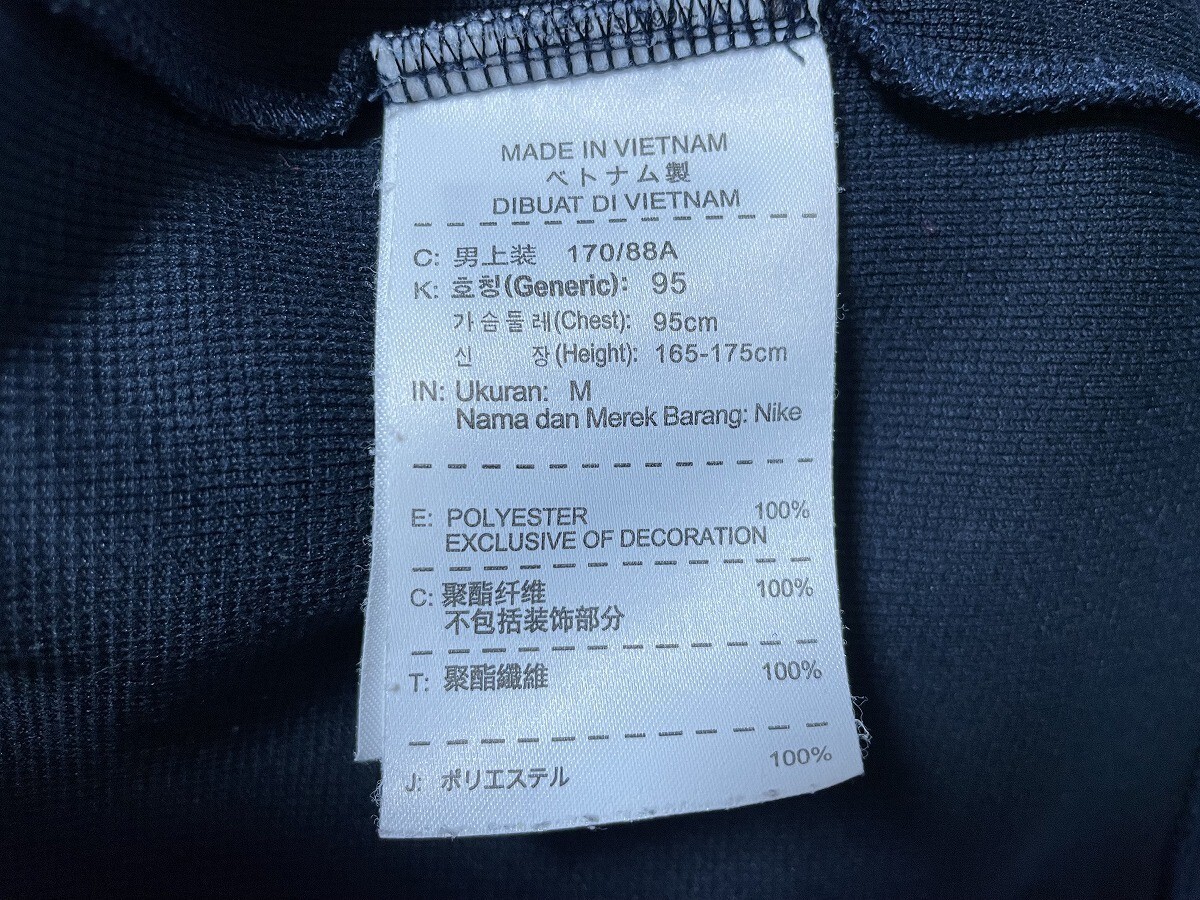 MADE IN VIETNAM
ベトナム製
DIBUAT DI VIETNAM
C: 男上装 170/88A
K: 호칭(Generic): 95
가슴둘레(Chest): 95cm
신 장(Height): 165-175cm
IN: Ukuran: M
Nama dan Merek Barang: Nike
E: POLYESTER 100%
EXCLUSIVE OF DECORATION
C: 聚酯纤维 100%
不包括装饰部分
T: 聚酯纖維 100%
J: ポリエステル 100%